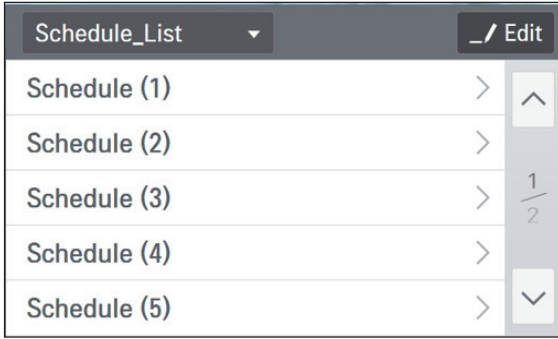 Schedule_List
Edit
Schedule (1)
Schedule (2)
Schedule (3)
Schedule (4)
Schedule (5)
1
2